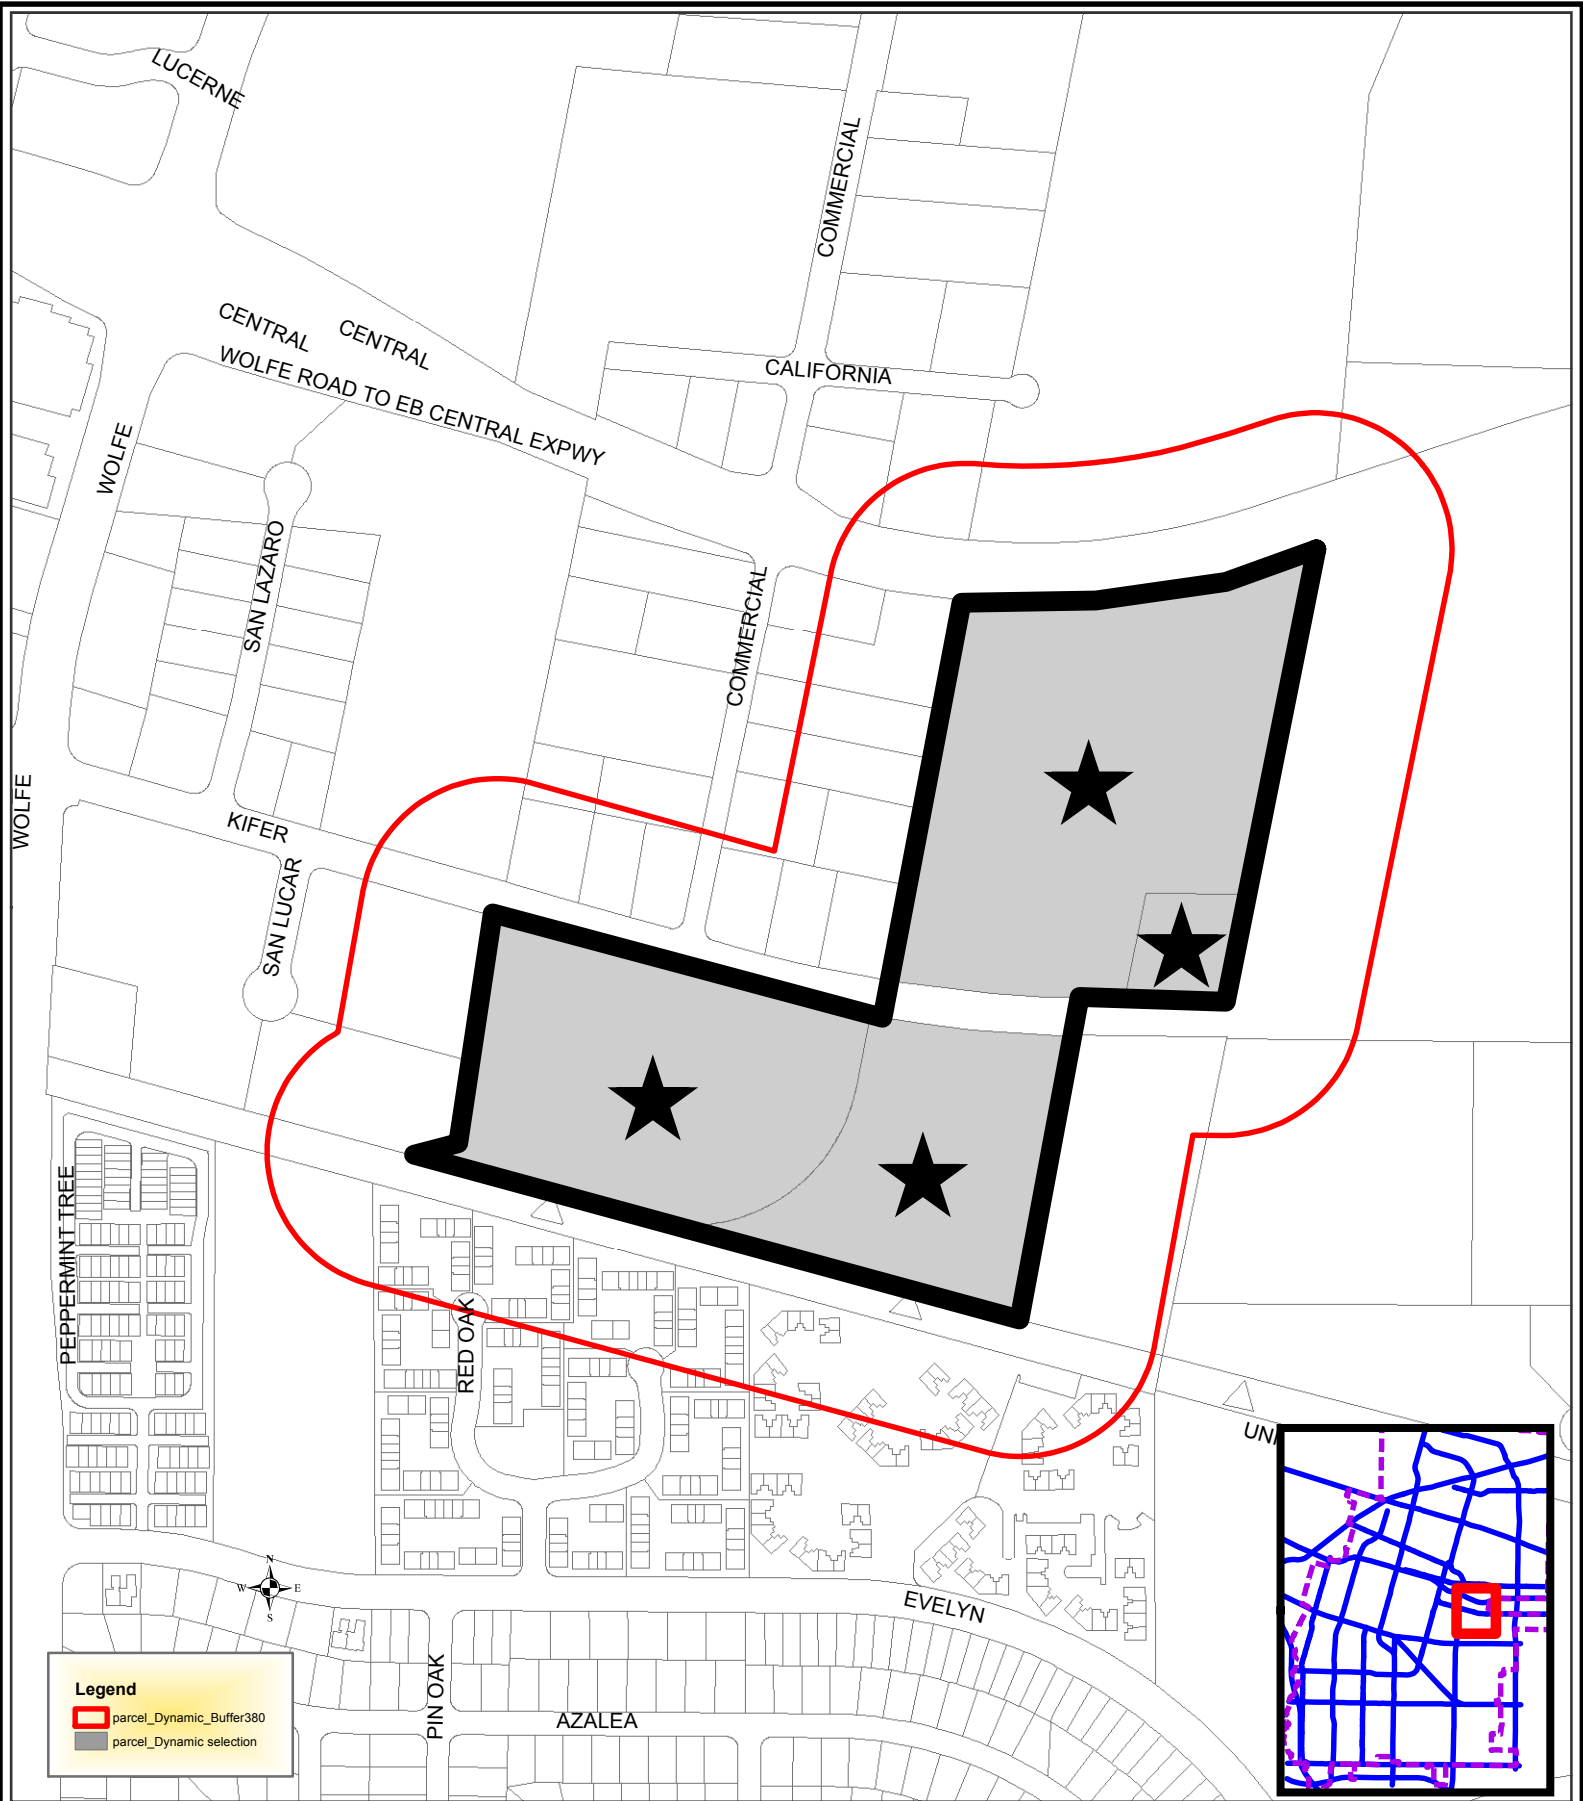 LUCERNE
COMMERCIAL
CENTRAL
CENTRAL
WOLFE ROAD TO EB CENTRAL EXPWY
CALIFORNIA
WOLFE
SAN LAZARO
COMMERCIAL
WOLFE
KIFER
SAN LUCAR
PEPPERMINT TREE
RED OAK
UNI
N
W
E
S
EVELYN
PIN OAK
AZALEA
Legend
parcel_Dynamic_Buffer380
parcel_Dynamic selection